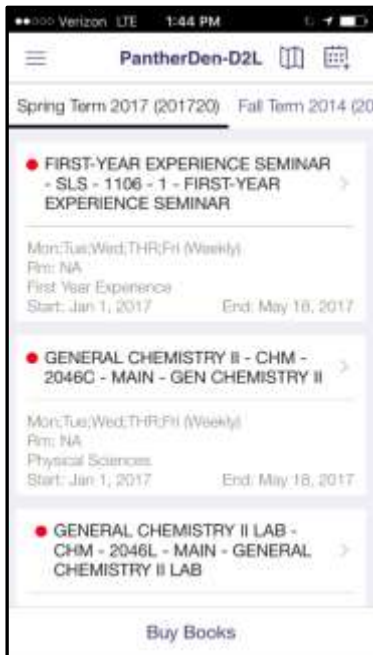 Verizon LTE 1:44 PM
PantherDen-D2L
Spring Term 2017 (201720) Fall Term 2014 (20
FIRST-YEAR EXPERIENCE SEMINAR
- SLS - 1106 - 1 - FIRST-YEAR
EXPERIENCE SEMINAR
Mon;Tue;Wed;THR;Fri (Weekly)
Rm: NA
First Year Experience
Start: Jan 1, 2017 End: May 18, 2017
GENERAL CHEMISTRY II - CHM -
2046C - MAIN - GEN CHEMISTRY II
Mon;Tue;Wed;THR;Fri (Weekly)
Rm: NA
Physical Sciences
Start: Jan 1, 2017 End: May 18, 2017
GENERAL CHEMISTRY II LAB -
CHM - 2046L - MAIN - GENERAL
CHEMISTRY II LAB
Buy Books